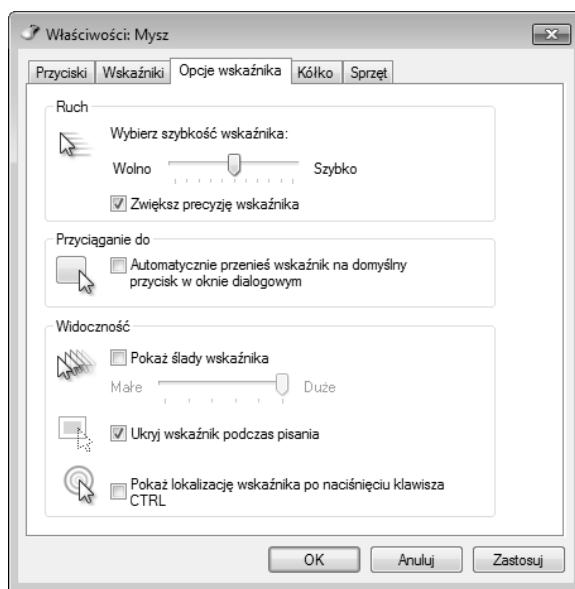 Właściwości: Mysz
Przyciski Wskaźniki Opcje wskaźnika Kółko Sprzęt
Ruch
Wybierz szybkość wskaźnika:
Wolno Szybko
Zwiększ precyzję wskaźnika
Przyciąganie do
Automatycznie przenieś wskaźnik na domyślny
przycisk w oknie dialogowym
Widoczność
Pokaż ślady wskaźnika
Małe Duże
Ukryj wskaźnik podczas pisania
Pokaż lokalizację wskaźnika po naciśnięciu klawisza
CTRL
OK Anuluj Zastosuj